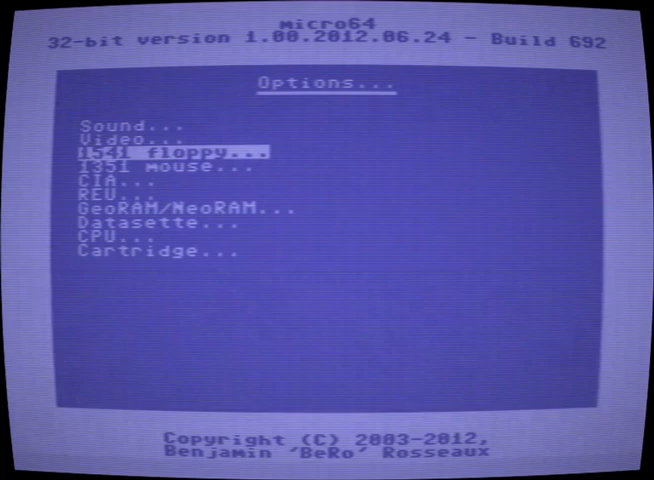 micro64
32-bit version 1.00.2012.06.24 - Build 692
Options...
Sound...
Video...
1541 floppy...
1351 mouse...
CIA...
REU...
GeoRAM/NeoRAM...
Datasette...
CPU...
Cartridge...
Copyright (C) 2003-2012,
Benjamin 'BeRo' Rosseaux